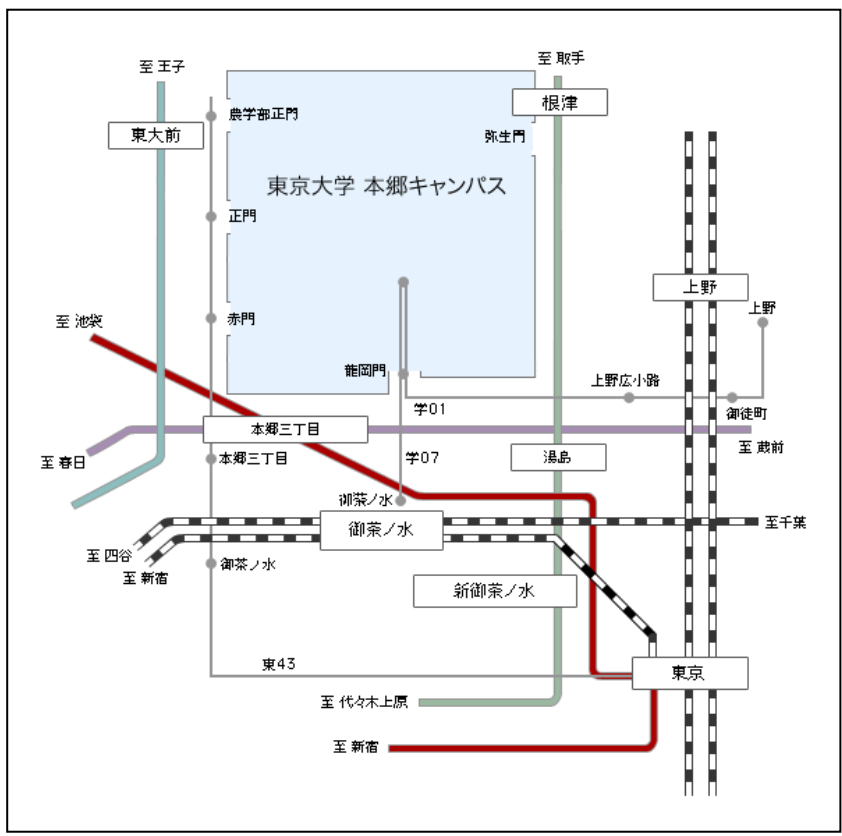 至 取手
至 王子
根津
農学部正門
東大前
弥生門
東京大学 本郷キャンパス
正門
上野
上野
赤門
至 池袋
龍岡門
上野広小路
学01
御徒町
本郷三丁目
至 蔵前
本郷三丁目
学07
湯島
至 春日
御茶ノ水
至千葉
御茶ノ水
至 四谷
御茶ノ水
至 新宿
新御茶ノ水
東43
東京
至 代々木上原
至 新宿